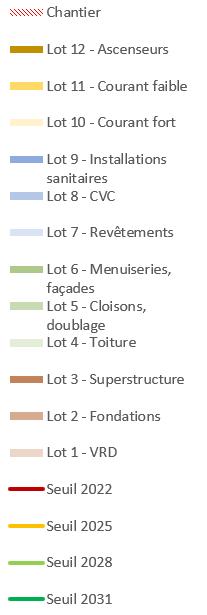 Chantier
Lot 12 - Ascenseurs
Lot 11 - Courant faible
Lot 10 - Courant fort
Lot 9 - Installations
sanitaires
Lot 8 - CVC
Lot 7 - Revêtements
Lot 6 - Menuiseries,
façades
Lot 5 - Cloisons,
doublage
Lot 4 - Toiture
Lot 3 - Superstructure
Lot 2 - Fondations
Lot 1 - VRD
Seuil 2022
Seuil 2025
Seuil 2028
Seuil 2031